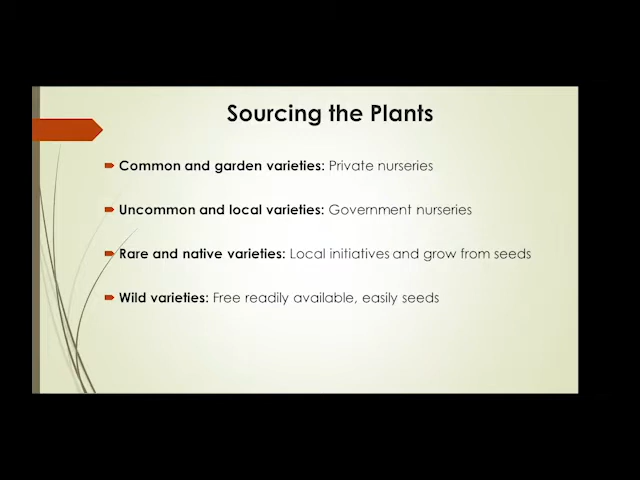 Sourcing the Plants
Common and garden varieties: Private nurseries
Uncommon and local varieties: Government nurseries
Rare and native varieties: Local initiatives and grow from seeds
Wild varieties: Free readily available, easily seeds